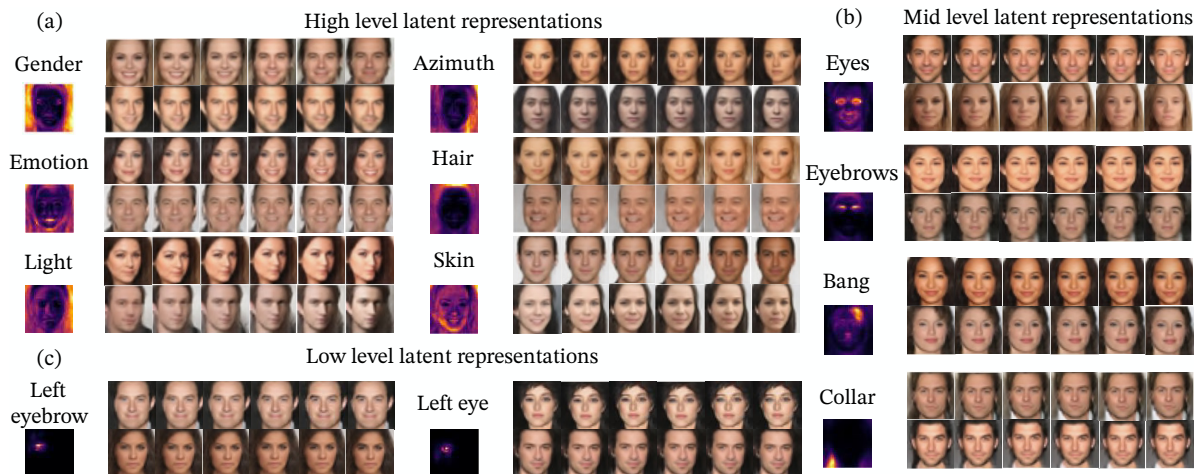 (a)
High level latent representations
Gender
Azimuth
Emotion
Hair
Light
Skin
(b)
Mid level latent representations
Eyes
Eyebrows
Bang
Collar
(c)
Low level latent representations
Left
eyebrow
Left eye